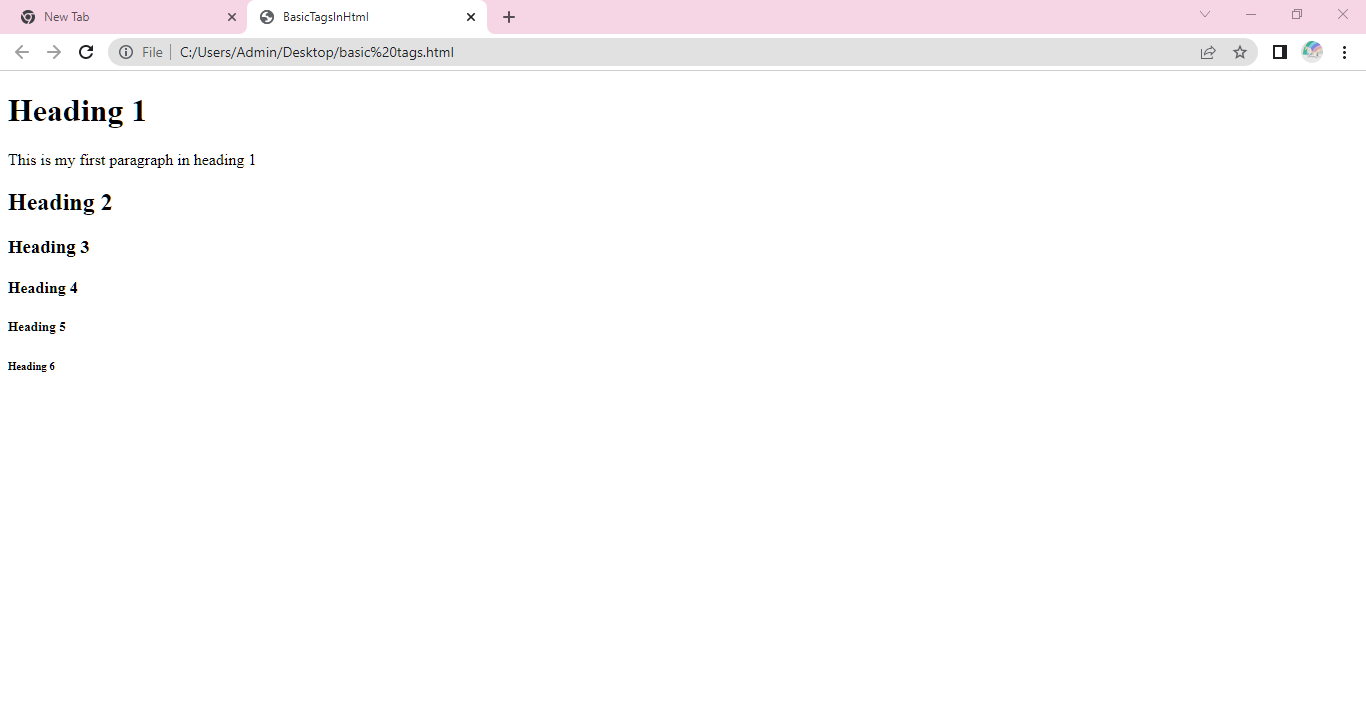 New Tab
BasicTagsInHtml
File
C:/Users/Admin/Desktop/basic%20tags.html
Heading 1
This is my first paragraph in heading 1
Heading 2
Heading 3
Heading 4
Heading 5
Heading 6